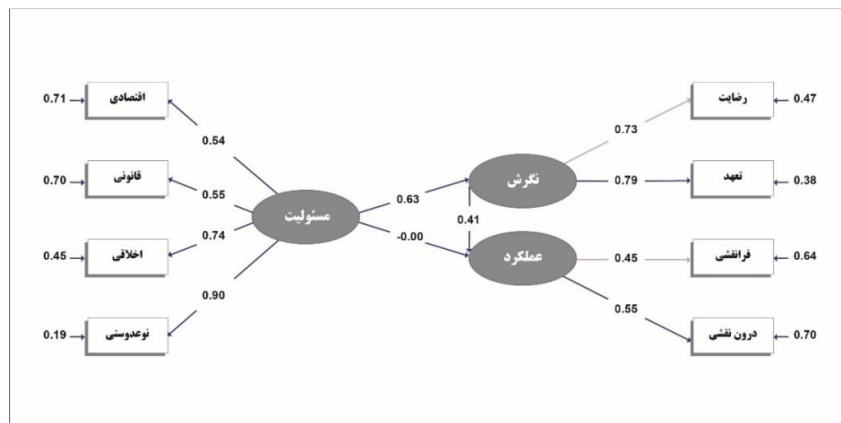 0.71
اقتصادی
0.54
0.70
قانونی
0.55
0.45
اخلاقی
0.74
0.19
نوعدوستی
0.90
مسئولیت
0.63
-0.00
نگرش
0.41
عملکرد
0.73
رضایت
0.47
0.79
تعهد
0.38
0.45
فرانقشی
0.64
0.55
درون نقشی
0.70